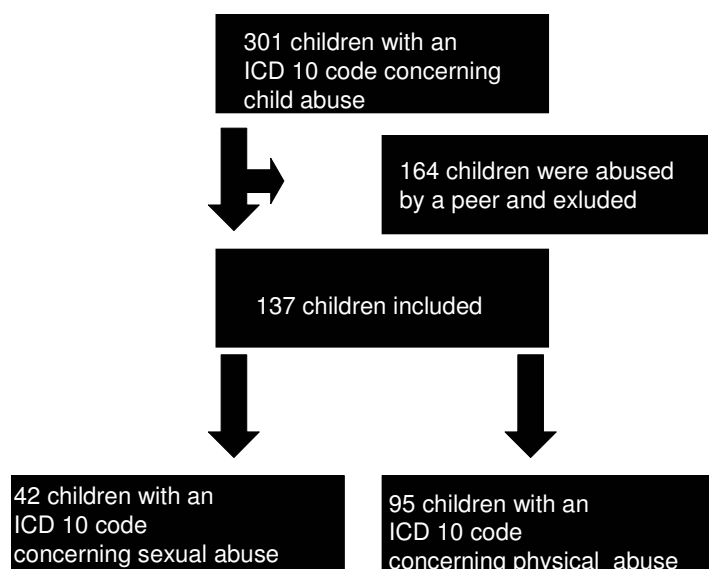 301 children with an
ICD 10 code concerning
child abuse
164 children were abused
by a peer and exluded
137 children included
42 children with an
ICD 10 code
concerning sexual abuse
95 children with an
ICD 10 code
concerning physical abuse